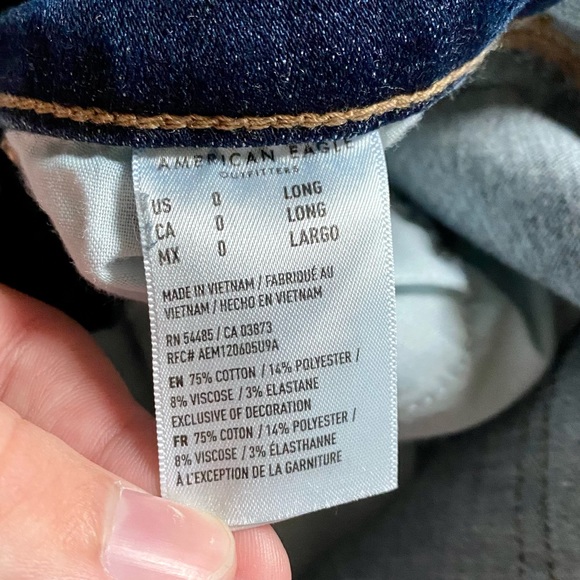 AMERICAN EAGLE
OUTFITTERS
US 0 LONG
CA 0 LONG
MX 0 LARGO
MADE IN VIETNAM / FABRIQUÉ AU
VIETNAM / HECHO EN VIETNAM
RN 54485 / CA 03873
RFC# AEM120605U9A
EN 75% COTTON / 14% POLYESTER /
8% VISCOSE / 3% ELASTANE
EXCLUSIVE OF DECORATION
FR 75% COTON / 14% POLYESTER /
8% VISCOSE / 3% ÉLASTHANNE
À L'EXCEPTION DE LA GARNITURE